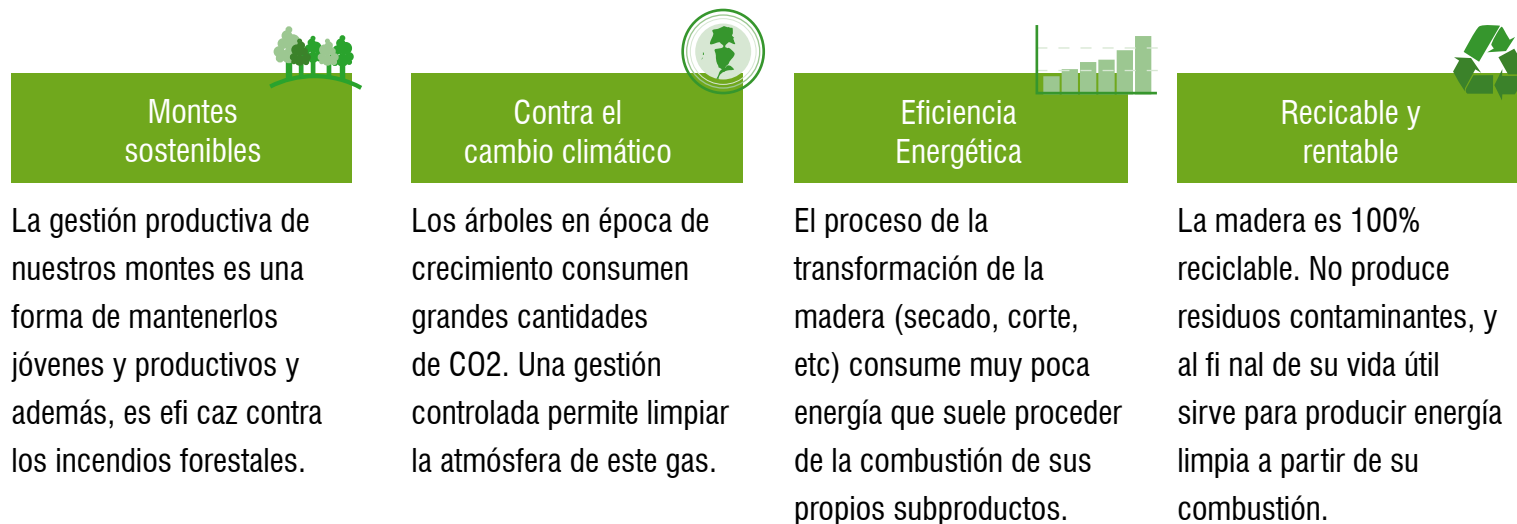 Montes
sostenibles
La gestión productiva de
nuestros montes es una
forma de mantenerlos
jóvenes y productivos y
además, es efi caz contra
los incendios forestales.
Contra el
cambio climático
Los árboles en época de
crecimiento consumen
grandes cantidades
de CO2. Una gestión
controlada permite limpiar
la atmósfera de este gas.
Eficiencia
Energética
El proceso de la
transformación de la
madera (secado, corte,
etc) consume muy poca
energía que suele proceder
de la combustión de sus
propios subproductos.
Recicable y
rentable
La madera es 100%
reciclable. No produce
residuos contaminantes, y
al fi nal de su vida útil
sirve para producir energía
limpia a partir de su
combustión.